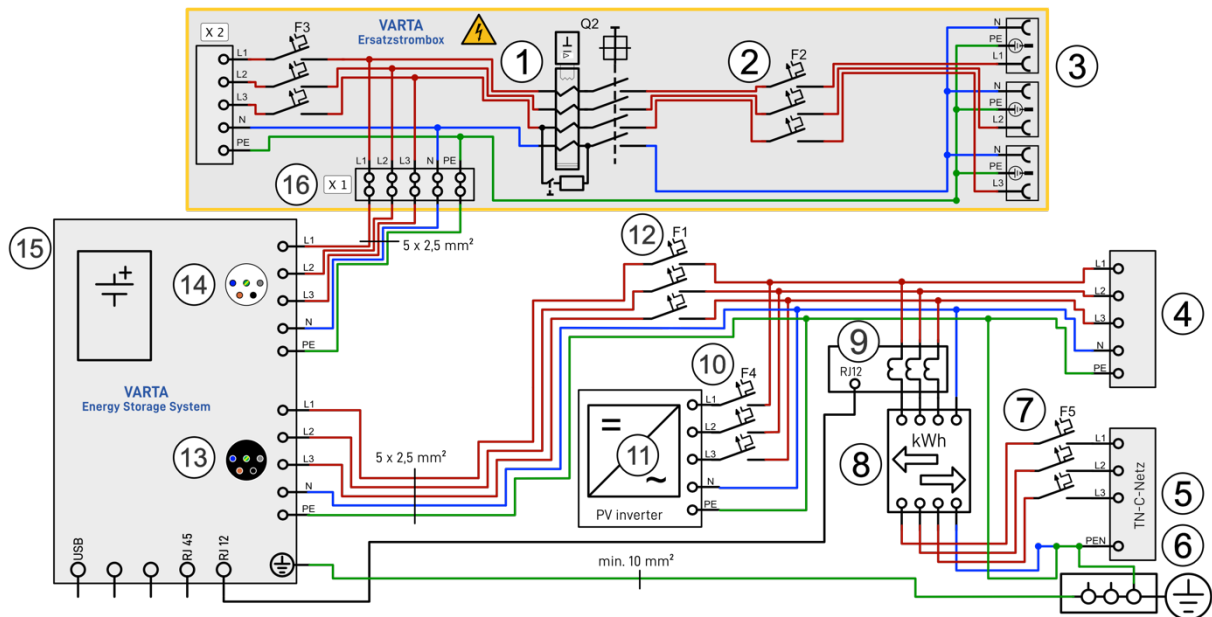 X 2
F3
VARTA
Ersatzstrombox
1
Q2
2
F2
3
L1
L2
L3
N
PE
N
PE
L1
N
PE
L2
N
PE
L3
L1 L2 L3 N PE
16
X 1
5 x 2,5 mm²
15
14
+
L1
L2
L3
N
PE
VARTA
Energy Storage System
13
L1
L2
L3
N
PE
5 x 2,5 mm²
USB
RJ 45
RJ 12
min. 10 mm²
12
F1
L1
L2
L3
N
PE
4
9
RJ12
10
F4
L1
L2
L3
N
PE
=
11
~
PV inverter
kWh
8
7
F5
L1
L2
L3
PEN
TN-C-Netz
5
6